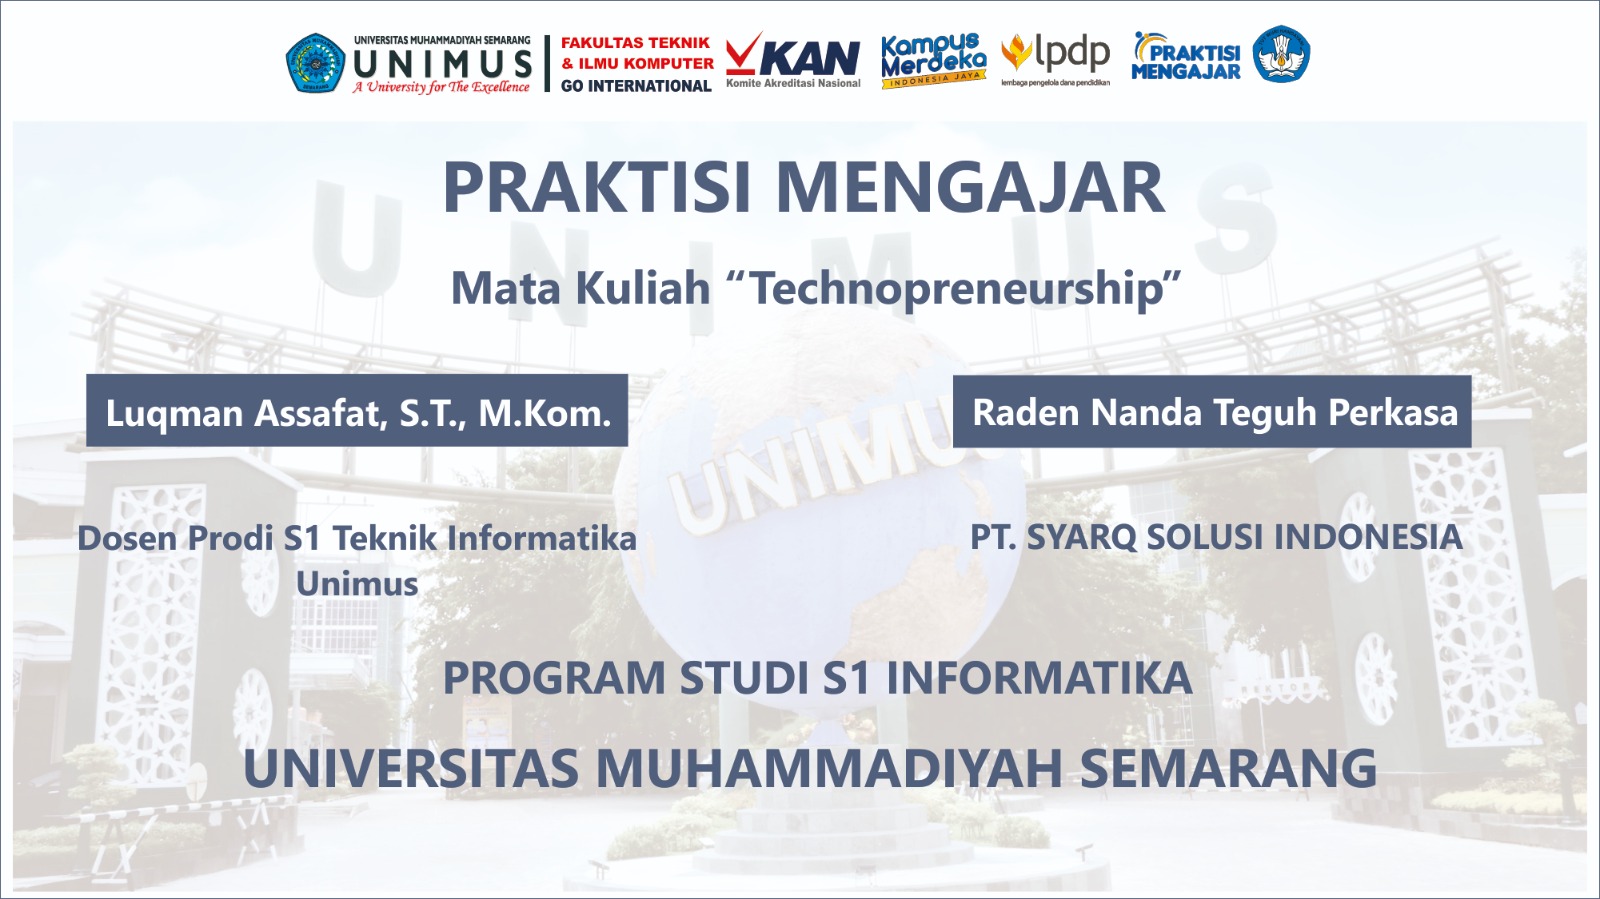 UNIVERSITAS MUHAMMADIYAH SEMARANG
UNIMUS
A University for The Excellence
FAKULTAS TEKNIK
& ILMU KOMPUTER
GO INTERNATIONAL
KAN
Komite Akreditasi Nasional
Kampus
Merdeka
INDONESIA JAYA
lpdp
lembaga pengelola dana pendidikan
PRAKTISI
MENGAJAR
PRAKTISI MENGAJAR
UNIMUS
Mata Kuliah “Technopreneurship”
Luqman Assafat, S.T., M.Kom.
Raden Nanda Teguh Perkasa
UNIMU
Dosen Prodi S1 Teknik Informatika
Unimus
PT. SYARQ SOLUSI INDONESIA
PROGRAM STUDI S1 INFORMATIKA
UNIVERSITAS MUHAMMADIYAH SEMARANG